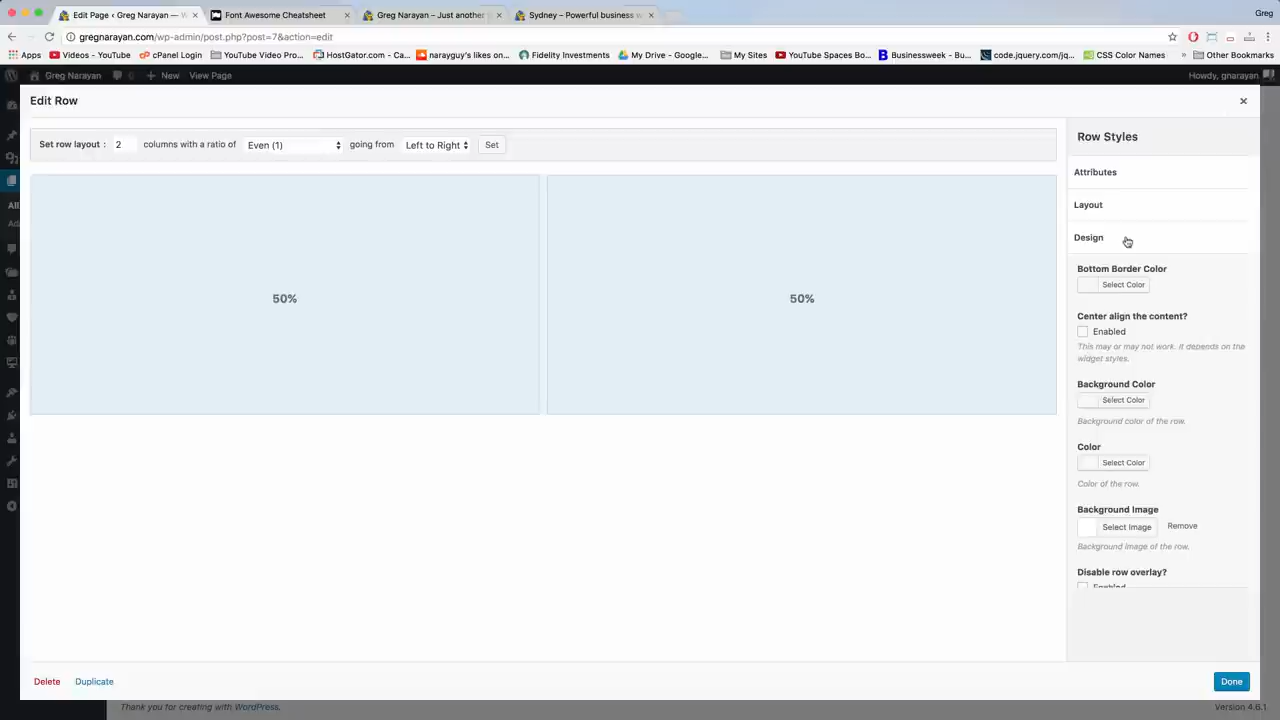 Edit Page ‹ Greg Narayan — W
Font Awesome Cheatsheet
Greg Narayan – Just another
Sydney – Powerful business w
Greg
gregnarayan.com/wp-admin/post.php?post=7&action=edit
Videos - YouTube
cPanel Login
YouTube Video Foro...
HostGator.com - Ca...
narayguy's likes on...
Fidelity Investments
My Drive - Google...
My Sites
YouTube Spaces Bo...
Businessweek - Bu...
code.jquery.com/jq...
CSS Color Names
»
Other Bookmarks
Greg Narayan
New
View Page
Howdy, gnarayan
Edit Row
×
Set row layout :
2
columns with a ratio of
Even (1)
going from
Left to Right
Set
Row Styles
Attributes
All
Layout
Ad
Design
Bottom Border Color
Select Color
50%
50%
Center align the content?
Enabled
This may or may not work. It depends on the
widget styles.
Background Color
Select Color
Background color of the row.
Color
Select Color
Color of the row.
Background Image
Select Image
Remove
Background image of the row.
Disable row overlay?
Enabled
Delete
Duplicate
Done
Thank you for creating with WordPress.
Version 4.6.1